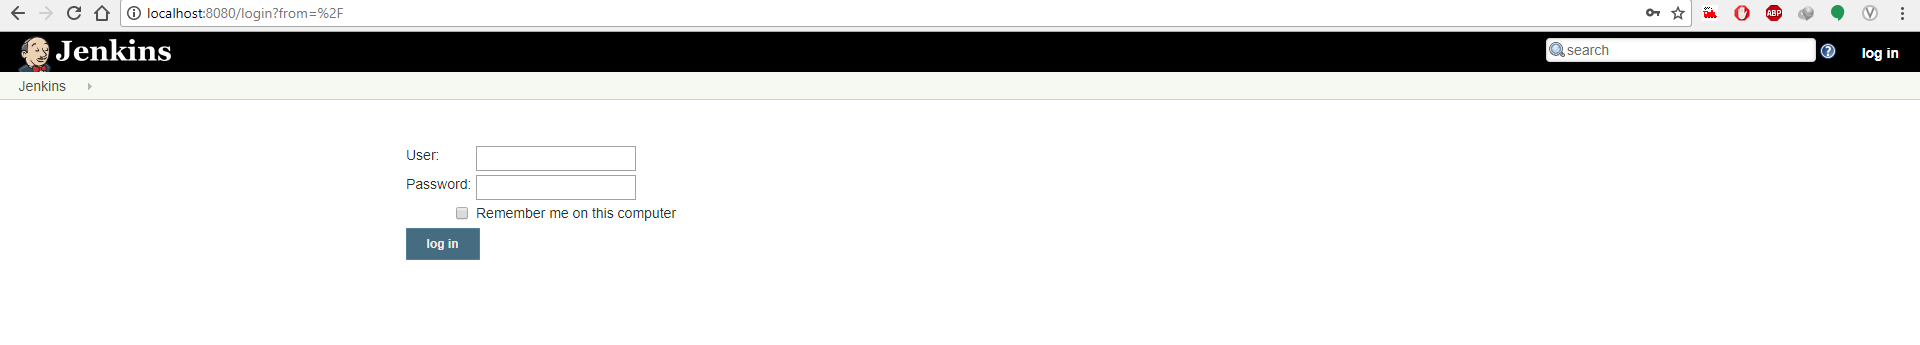 localhost:8080/login?from=%2F
ABP
V
Jenkins
search
?
log in
Jenkins
User:
Password:
Remember me on this computer
log in